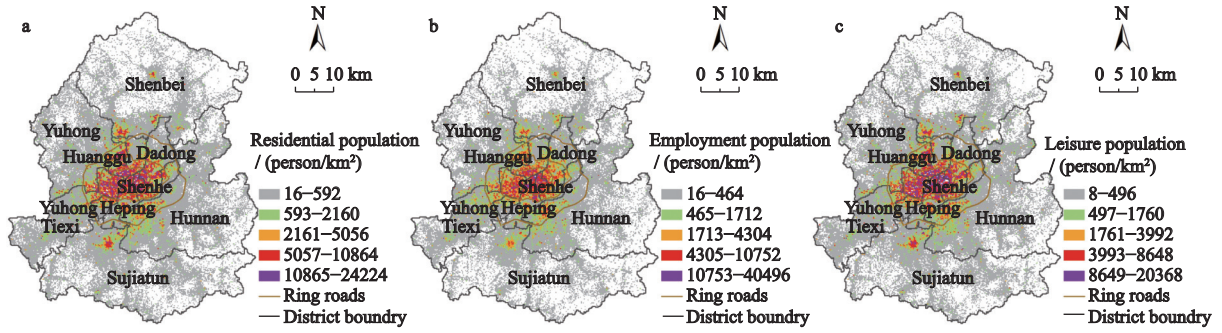 a
N
0 5 10 km
Shenbei
Yuhong
Huanggu
Dadong
Shenhe
Yuhong
Heping
Tiexi
Hunnan
Sujiatun
Residential population
/ (person/km²)
16–592
593–2160
2161–5056
5057–10864
10865–24224
Ring roads
District boundry
b
N
0 5 10 km
Shenbei
Yuhong
Huanggu
Dadong
Shenhe
Yuhong
Heping
Tiexi
Hunnan
Sujiatun
Employment population
/ (person/km²)
16–464
465–1712
1713–4304
4305–10752
10753–40496
Ring roads
District boundry
c
N
0 5 10 km
Shenbei
Yuhong
Huanggu
Dadong
Shenhe
Yuhong
Heping
Tiexi
Hunnan
Sujiatun
Leisure population
/ (person/km²)
8–496
497–1760
1761–3992
3993–8648
8649–20368
Ring roads
District boundry